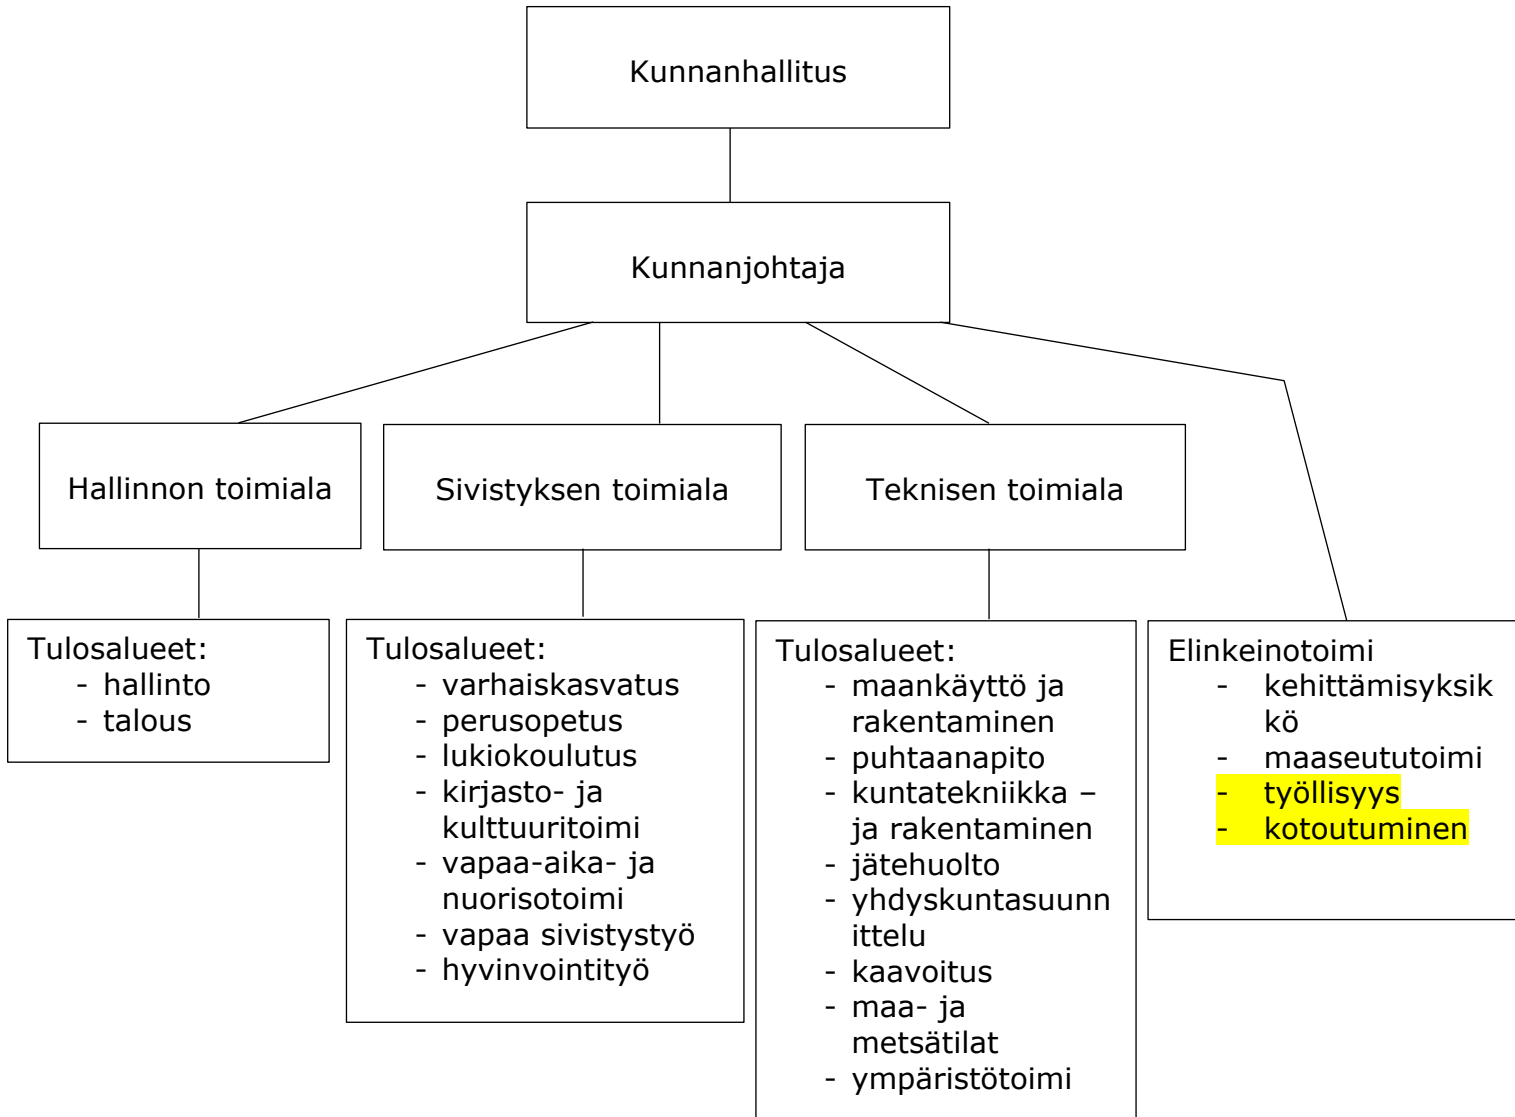 Kunnanhallitus
Kunnanjohtaja
Hallinnon toimiala
Sivistyksen toimiala
Teknisen toimiala
Tulosalueet:
- hallinto
- talous
Tulosalueet:
- varhaiskasvatus
- perusopetus
- lukiokoulutus
- kirjasto- ja
kulttuuritoimi
- vapaa-aika- ja
nuorisotoimi
- vapaa sivistystyö
- hyvinvointityö
Tulosalueet:
- maankäyttö ja
rakentaminen
- puhtaanapito
- kuntatekniikka –
ja rakentaminen
- jätehuolto
- yhdyskuntasuunn
ittelu
- kaavoitus
- maa- ja
metsätilat
- ympäristötoimi
Elinkeinotoimi
- kehittämisyksik
kö
- maaseututoimi
- työllisyys
- kotoutuminen